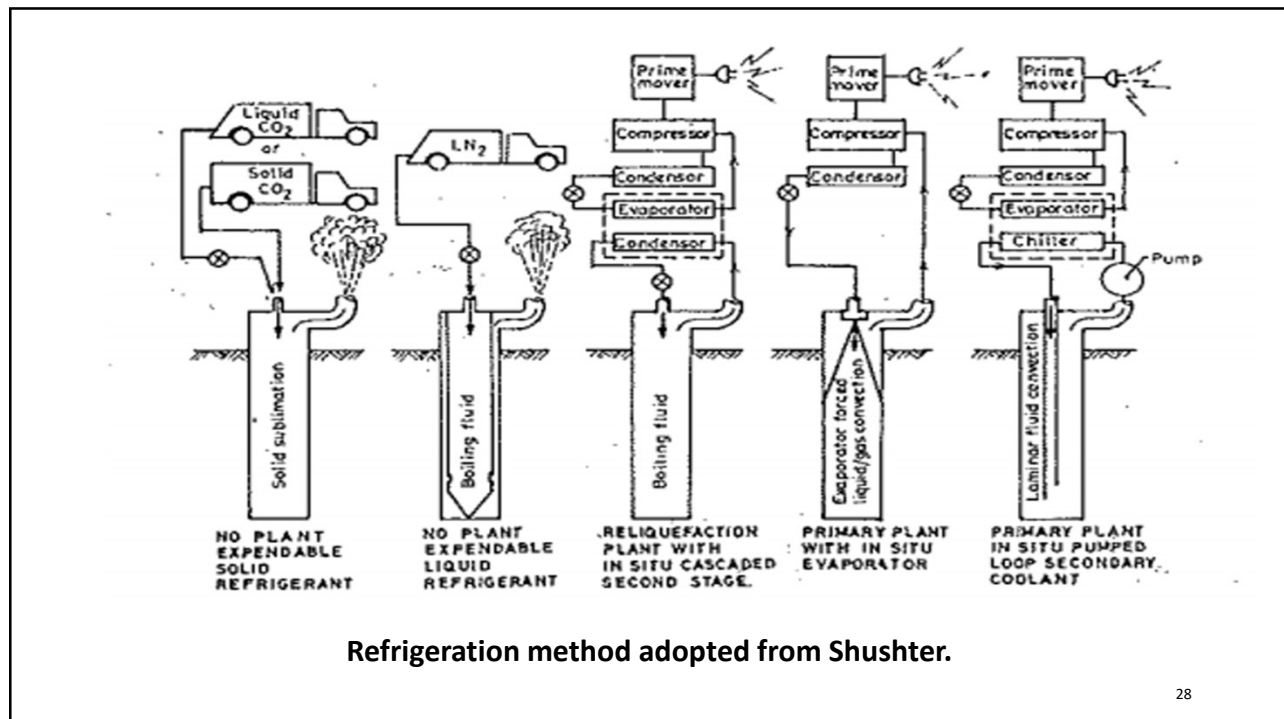 Liquid
CO2
or
Solid
CO2
Solid sublimation
NO PLANT
EXPENDABLE
SOLID
REFRIGERANT
LN2
Boiling fluid
NO PLANT
EXPENDABLE
LIQUID
REFRIGERANT
Prime
mover
Compressor
Condensor
Evaporator
Condensor
Boiling fluid
RELIQUEFACTION
PLANT WITH
IN SITU CASCADED
SECOND STAGE.
Prime
mover
Compressor
Condensor
Evaporator forced
liquid/gas convection
PRIMARY PLANT
WITH IN SITU
EVAPORATOR
Prime
mover
Compressor
Condensor
Evaporator
Chiller
Pump
Laminar fluid convection
PRIMARY PLANT
IN SITU PUMPED
LOOP SECONDARY
COOLANT
Refrigeration method adopted from Shushter.
28